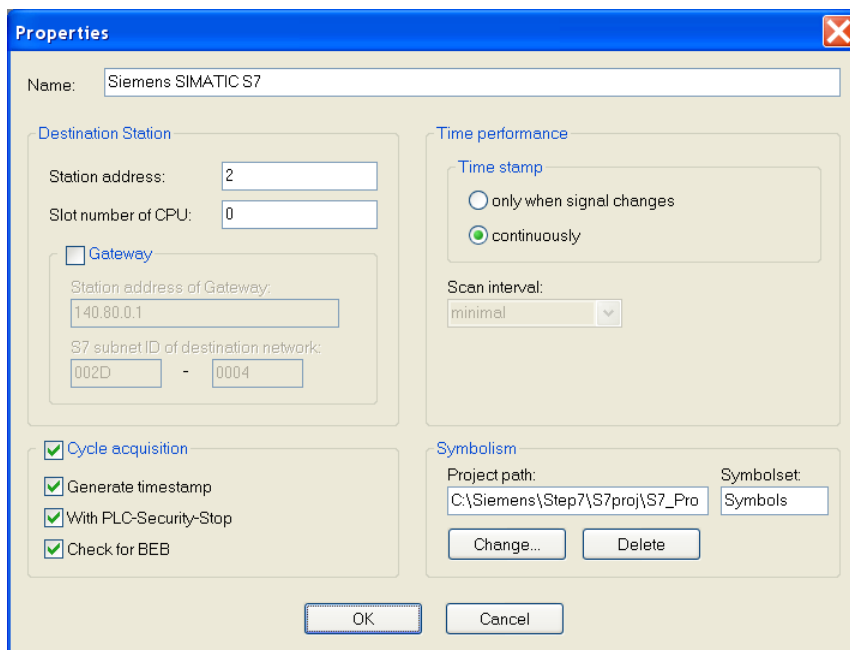 Properties
Name: Siemens SIMATIC S7
Destination Station
Station address: 2
Slot number of CPU: 0
Gateway
Station address of Gateway:
140.80.0.1
S7 subnet ID of destination network:
002D - 0004
Time performance
Time stamp
only when signal changes
continuously
Scan interval:
minimal
Cycle acquisition
Generate timestamp
With PLC-Security-Stop
Check for BEB
Symbolism
Project path: Symbolset:
C:\Siemens\Step7\S7proj\S7_Pro Symbols
Change... Delete
OK Cancel